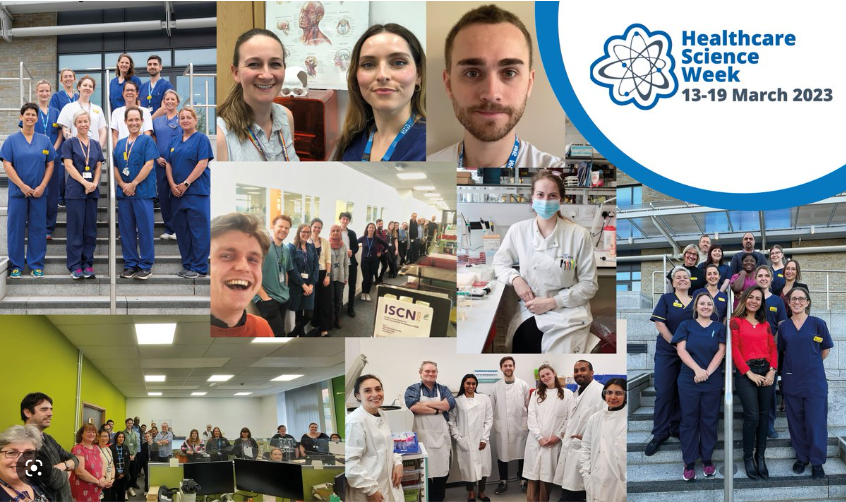 Healthcare
Science
Week
13-19 March 2023
ISCN